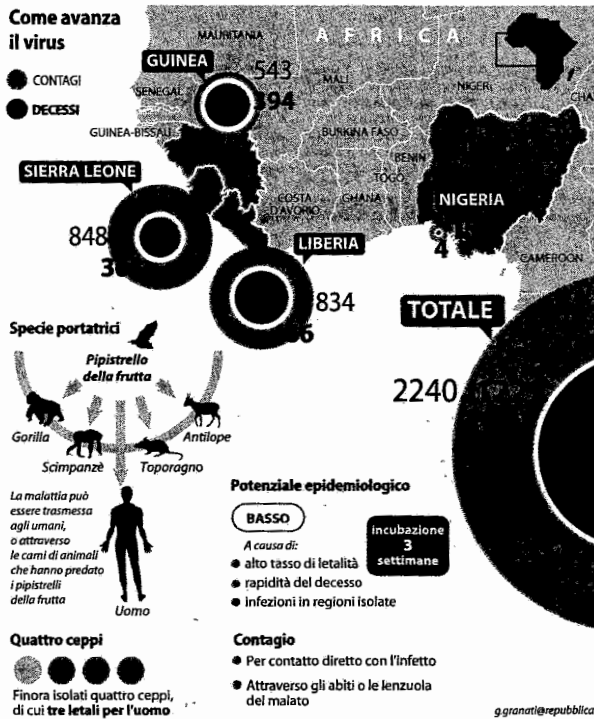 Come avanza
il virus
CONTAGI
DECESSI
AFRICA
MAURITANIA
MALI
NIGER
SENEGAL
GUINEA-BISSAU
BURKINA FASO
BENIN
TOGO
GHANA
COSTA
D'AVORIO
CAMEROON
GUINEA
543
394
SIERRA LEONE
848
LIBERIA
834
NIGERIA
4
TOTALE
2240
Specie portatrici
Pipistrello
della frutta
Gorilla
Scimpanzè
Toporagno
Antilope
La malattia può
essere trasmessa
agli umani,
o attraverso
le carni di animali
che hanno predato
i pipistrelli
della frutta
Uomo
Potenziale epidemiologico
BASSO
A causa di:
alto tasso di letalità
rapidità del decesso
infezioni in regioni isolate
incubazione
3
settimane
Quattro ceppi
Finora isolati quattro ceppi,
di cui tre letali per l'uomo
Contagio
Per contatto diretto con l'infetto
Attraverso gli abiti o le lenzuola
del malato
g.granati@repubblica